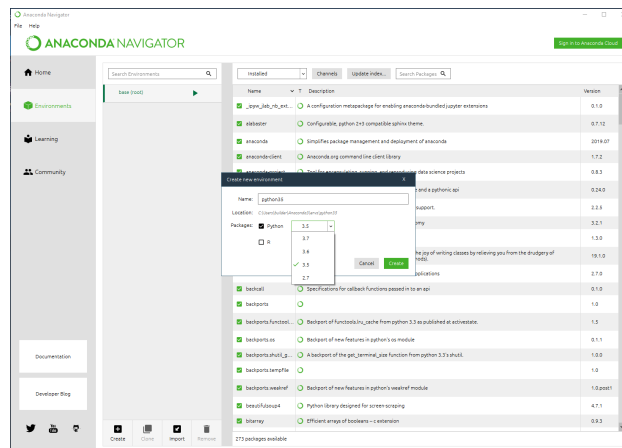 Anaconda Navigator
File Help
ANACONDA NAVIGATOR
Sign in to Anaconda Cloud
Home
Environments
Learning
Community
Documentation
Developer Blog
Search Environments
base (root)
Create Clone Import Remove
Installed Channels Update index... Search Packages
Name T Description Version
_ipyw_jlab_nb_ext... A configuration metapackage for enabling anaconda-bundled jupyter extensions 0.1.0
alabaster Configurable, python 2+3 compatible sphinx theme. 0.7.12
anaconda Simplifies package management and deployment of anaconda 2019.07
anaconda-client Anaconda.org command line client library 1.7.2
anaconda-project Tool for encapsulating, running, and reproducing data science projects 0.8.3
and a pythonic api 0.24.0
support. 2.2.5
3.2.1
1.3.0
the joy of writing classes by relieving you from the drudgery of 19.1.0
applications 2.7.0
backcall Specifications for callback functions passed in to an api 0.1.0
backports 1.0
backports.functool... Backport of functools.lru_cache from python 3.3 as published at activestate. 1.5
backports.os Backport of new features in python's os module 0.1.1
backports.shutil_g... A backport of the get_terminal_size function from python 3.3's shutil. 1.0.0
backports.tempfile 1.0
backports.weakref Backport of new features in python's weakref module 1.0.post1
beautifulsoup4 Python library designed for screen-scraping 4.7.1
bitarray Efficient arrays of booleans -- c extension 0.9.3
273 packages available
Create new environment X
Name: python35
Location:
Packages: Python 3.5
3.7
R
3.6
3.5
2.7
Cancel Create